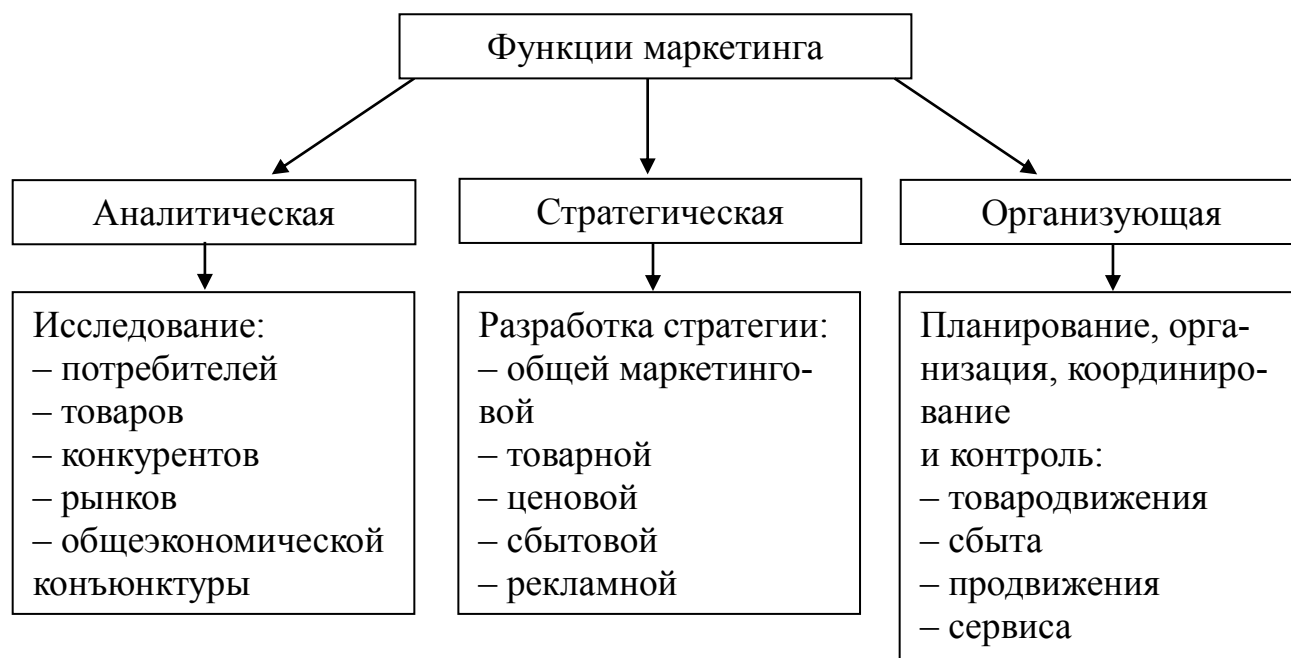 Функции маркетинга
Аналитическая
Стратегическая
Организующая
Исследование:
– потребителей
– товаров
– конкурентов
– рынков
– общеэкономической
конъюнктуры
Разработка стратегии:
– общей маркетинго-
вой
– товарной
– ценовой
– сбытовой
– рекламной
Планирование, орга-
низация, координиро-
вание
и контроль:
– товародвижения
– сбыта
– продвижения
– сервиса